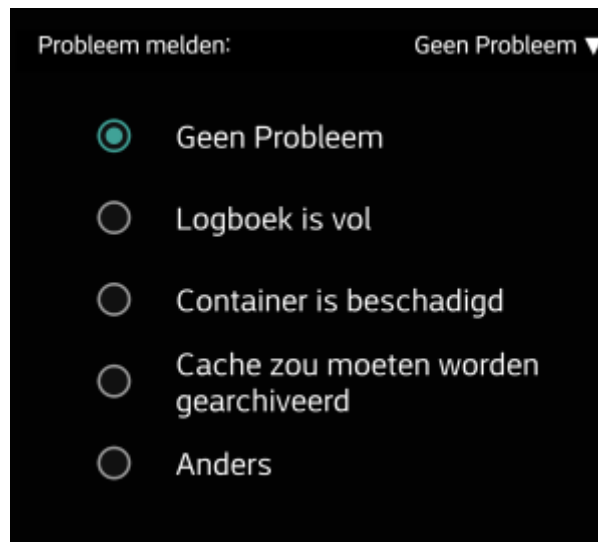 Probleem melden: Geen Probleem ▼
Geen Probleem
Logboek is vol
Container is beschadigd
Cache zou moeten worden
gearchiveerd
Anders